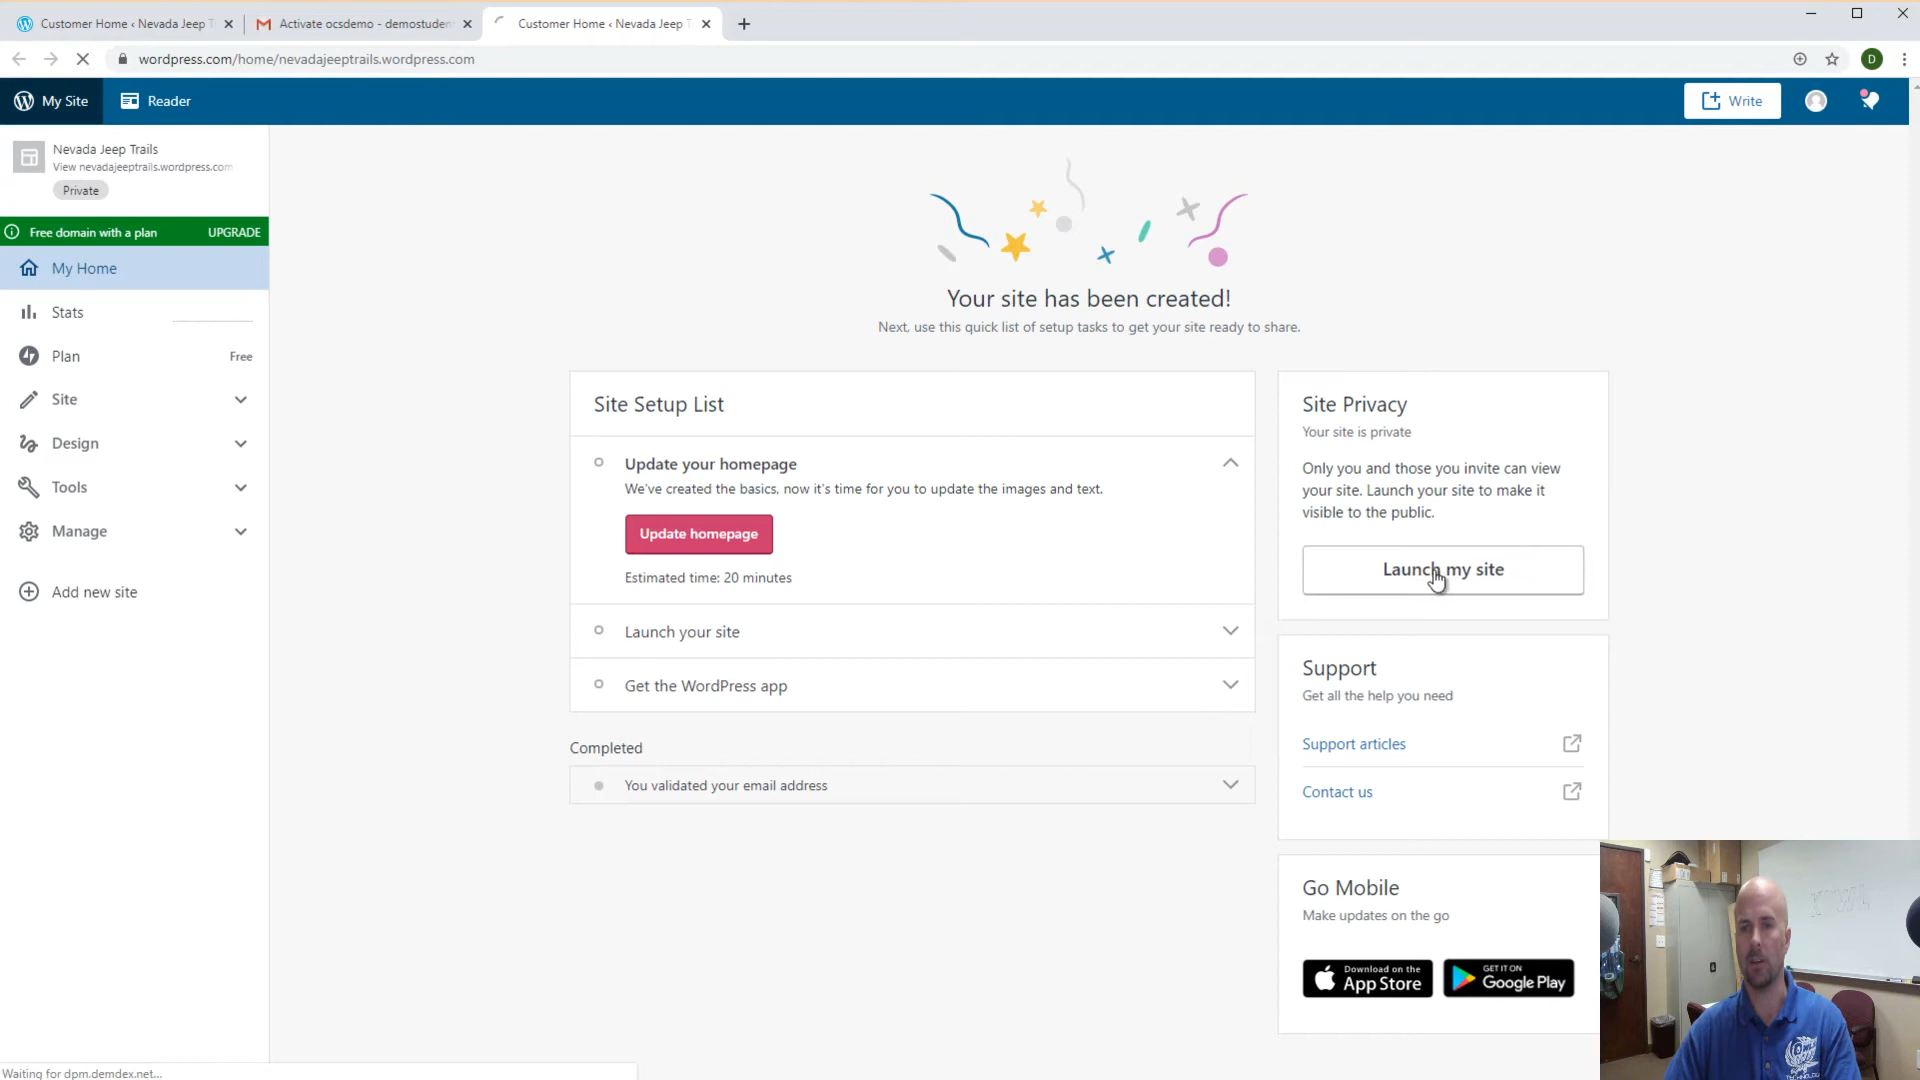 Customer Home ‹ Nevada Jeep T
Activate ocsdemo - demostuden
Customer Home ‹ Nevada Jeep T
wordpress.com/home/nevadajeeptrails.wordpress.com
D
My Site
Reader
Write
Nevada Jeep Trails
View nevadajeeptrails.wordpress.com
Private
Free domain with a plan
UPGRADE
My Home
Stats
Plan
Free
Site
Design
Tools
Manage
Add new site
Your site has been created!
Next, use this quick list of setup tasks to get your site ready to share.
Site Setup List
Update your homepage
We've created the basics, now it's time for you to update the images and text.
Update homepage
Estimated time: 20 minutes
Launch your site
Get the WordPress app
Completed
You validated your email address
Site Privacy
Your site is private
Only you and those you invite can view
your site. Launch your site to make it
visible to the public.
Launch my site
Support
Get all the help you need
Support articles
Contact us
Go Mobile
Make updates on the go
Download on the
App Store
GET IT ON
Google Play
Waiting for dpm.demdex.net...